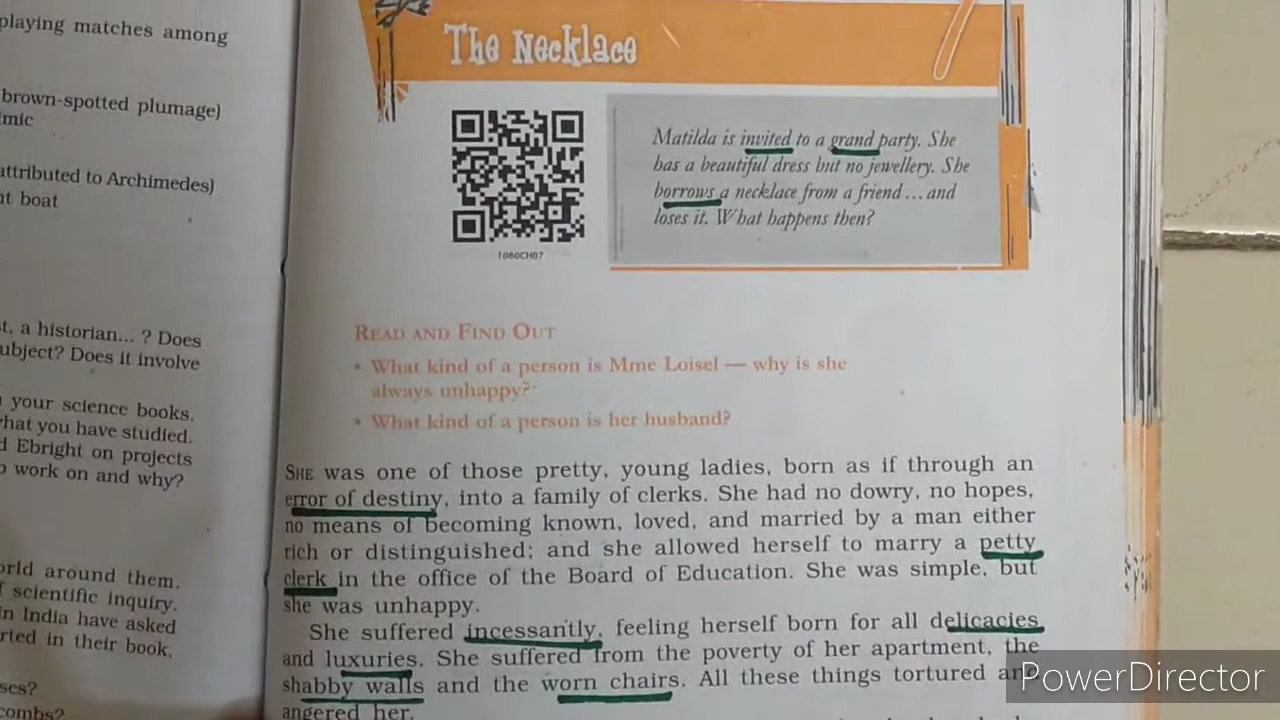 playing matches among
brown-spotted plumage)
mic
attributed to Archimedes)
nt boat
t, a historian... ? Does
ubject? Does it involve
your science books.
hat you have studied.
d Ebright on projects
o work on and why?
orld around them.
f scientific inquiry.
n India have asked
rted in their book,
ses?
combs?
The Necklace
1060CH07
Matilda is invited to a grand party. She
has a beautiful dress but no jewellery. She
borrows a necklace from a friend ... and
loses it. What happens then?
READ AND FIND OUT
• What kind of a person is Mme Loisel — why is she
always unhappy?
• What kind of a person is her husband?
SHE was one of those pretty, young ladies, born as if through an
error of destiny, into a family of clerks. She had no dowry, no hopes,
no means of becoming known, loved, and married by a man either
rich or distinguished; and she allowed herself to marry a petty
clerk in the office of the Board of Education. She was simple, but
she was unhappy.
She suffered incessantly, feeling herself born for all delicacies
and luxuries. She suffered from the poverty of her apartment, the
shabby walls and the worn chairs. All these things tortured and
angered her.
PowerDirector